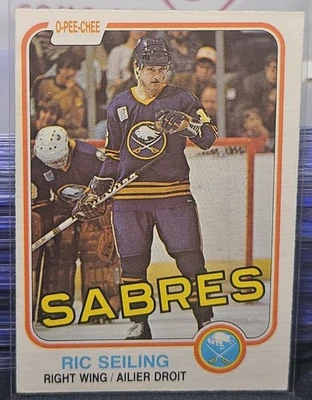 O-PEE-CHEE
SABRES
RIC SEILING
RIGHT WING / AILIER DROIT